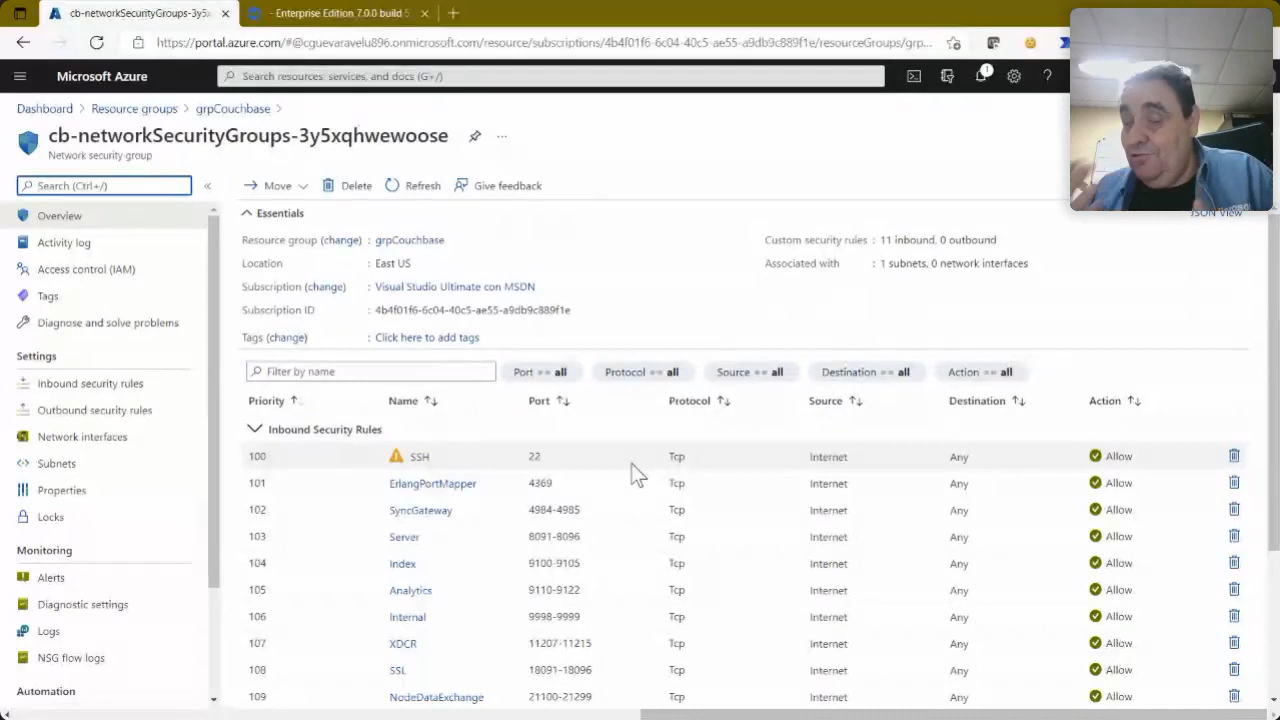 cb-networkSecurityGroups-3y5x
- Enterprise Edition 7.0.0 build 5
https://portal.azure.com/#@cguevaravelu896.onmicrosoft.com/resource/subscriptions/4b4f01f6-6c04-40c5-ae55-a9db9c889f1e/resourceGroups/grp...
Microsoft Azure
Search resources, services, and docs (G+/)
1
Dashboard > Resource groups > grpCouchbase >
cb-networkSecurityGroups-3y5xqhwewoose
Network security group
Search (Ctrl+/)
Move Delete Refresh Give feedback
JSON View
Overview
Activity log
Access control (IAM)
Tags
Diagnose and solve problems
Settings
Inbound security rules
Outbound security rules
Network interfaces
Subnets
Properties
Locks
Monitoring
Alerts
Diagnostic settings
Logs
NSG flow logs
Automation
Essentials
Resource group (change) : grpCouchbase
Location : East US
Subscription (change) : Visual Studio Ultimate con MSDN
Subscription ID : 4b4f01f6-6c04-40c5-ae55-a9db9c889f1e
Tags (change) : Click here to add tags
Custom security rules : 11 inbound, 0 outbound
Associated with : 1 subnets, 0 network interfaces
Filter by name Port == all Protocol == all Source == all Destination == all Action == all
Priority Name Port Protocol Source Destination Action
Inbound Security Rules
100 SSH 22 Tcp Internet Any Allow
101 ErlangPortMapper 4369 Tcp Internet Any Allow
102 SyncGateway 4984-4985 Tcp Internet Any Allow
103 Server 8091-8096 Tcp Internet Any Allow
104 Index 9100-9105 Tcp Internet Any Allow
105 Analytics 9110-9122 Tcp Internet Any Allow
106 Internal 9998-9999 Tcp Internet Any Allow
107 XDCR 11207-11215 Tcp Internet Any Allow
108 SSL 18091-18096 Tcp Internet Any Allow
109 NodeDataExchange 21100-21299 Tcp Internet Any Allow